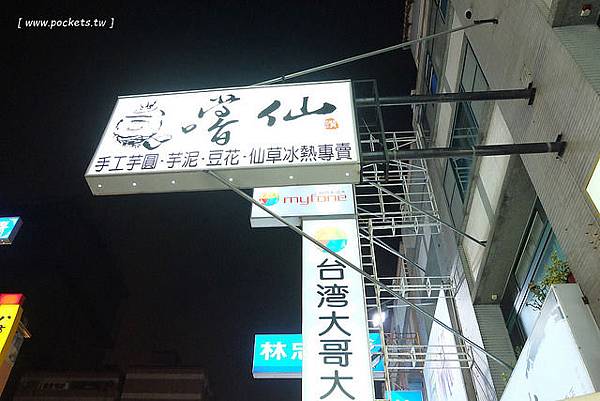 [ www.pockets.tw ]
嚐仙
手工芋圓·芋泥·豆花·仙草冰熱專賣
myfone
台湾大哥大
林